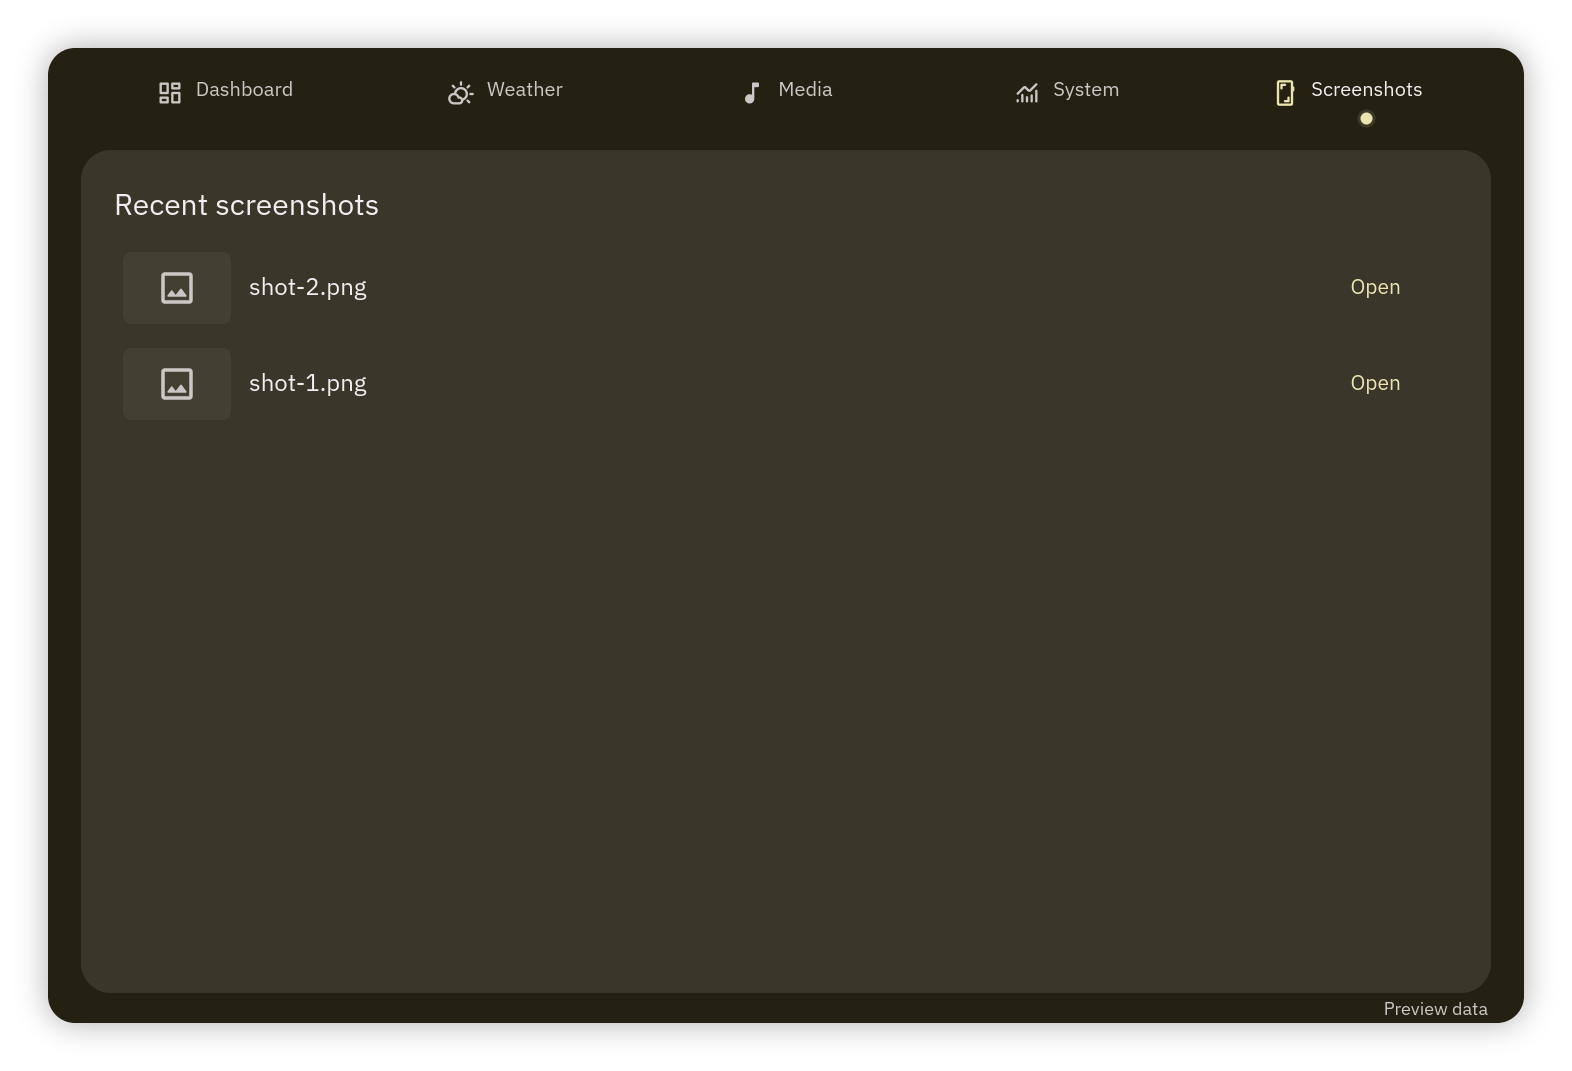 Dashboard
Weather
Media
System
Screenshots
Recent screenshots
shot-2.png
Open
shot-1.png
Open
Preview data